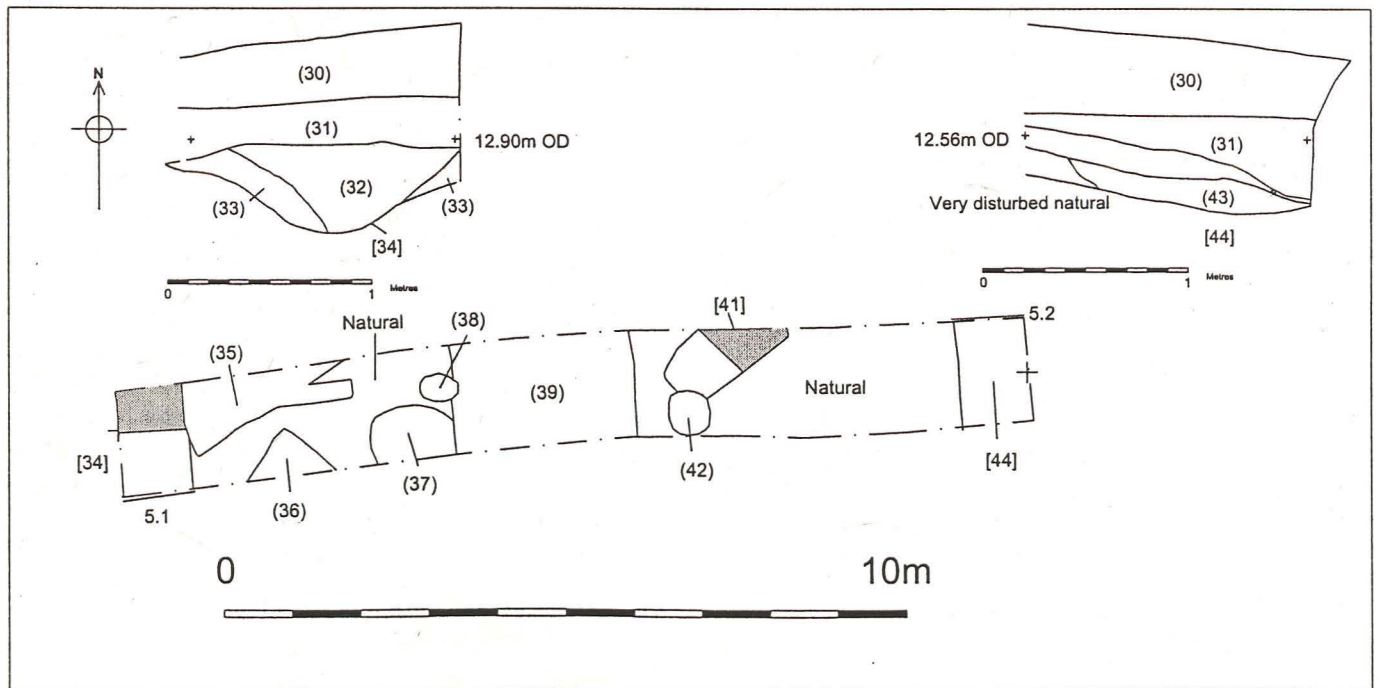 N
(30)
(31)
12.90m OD
(32)
(33)
(33)
[34]
0 1 Metres
(30)
12.56m OD
(31)
(43)
Very disturbed natural
[44]
0 1 Metres
Natural
(38)
[41]
5.2
(35)
(39)
Natural
[34]
5.1
(36)
(37)
(42)
[44]
0 10m